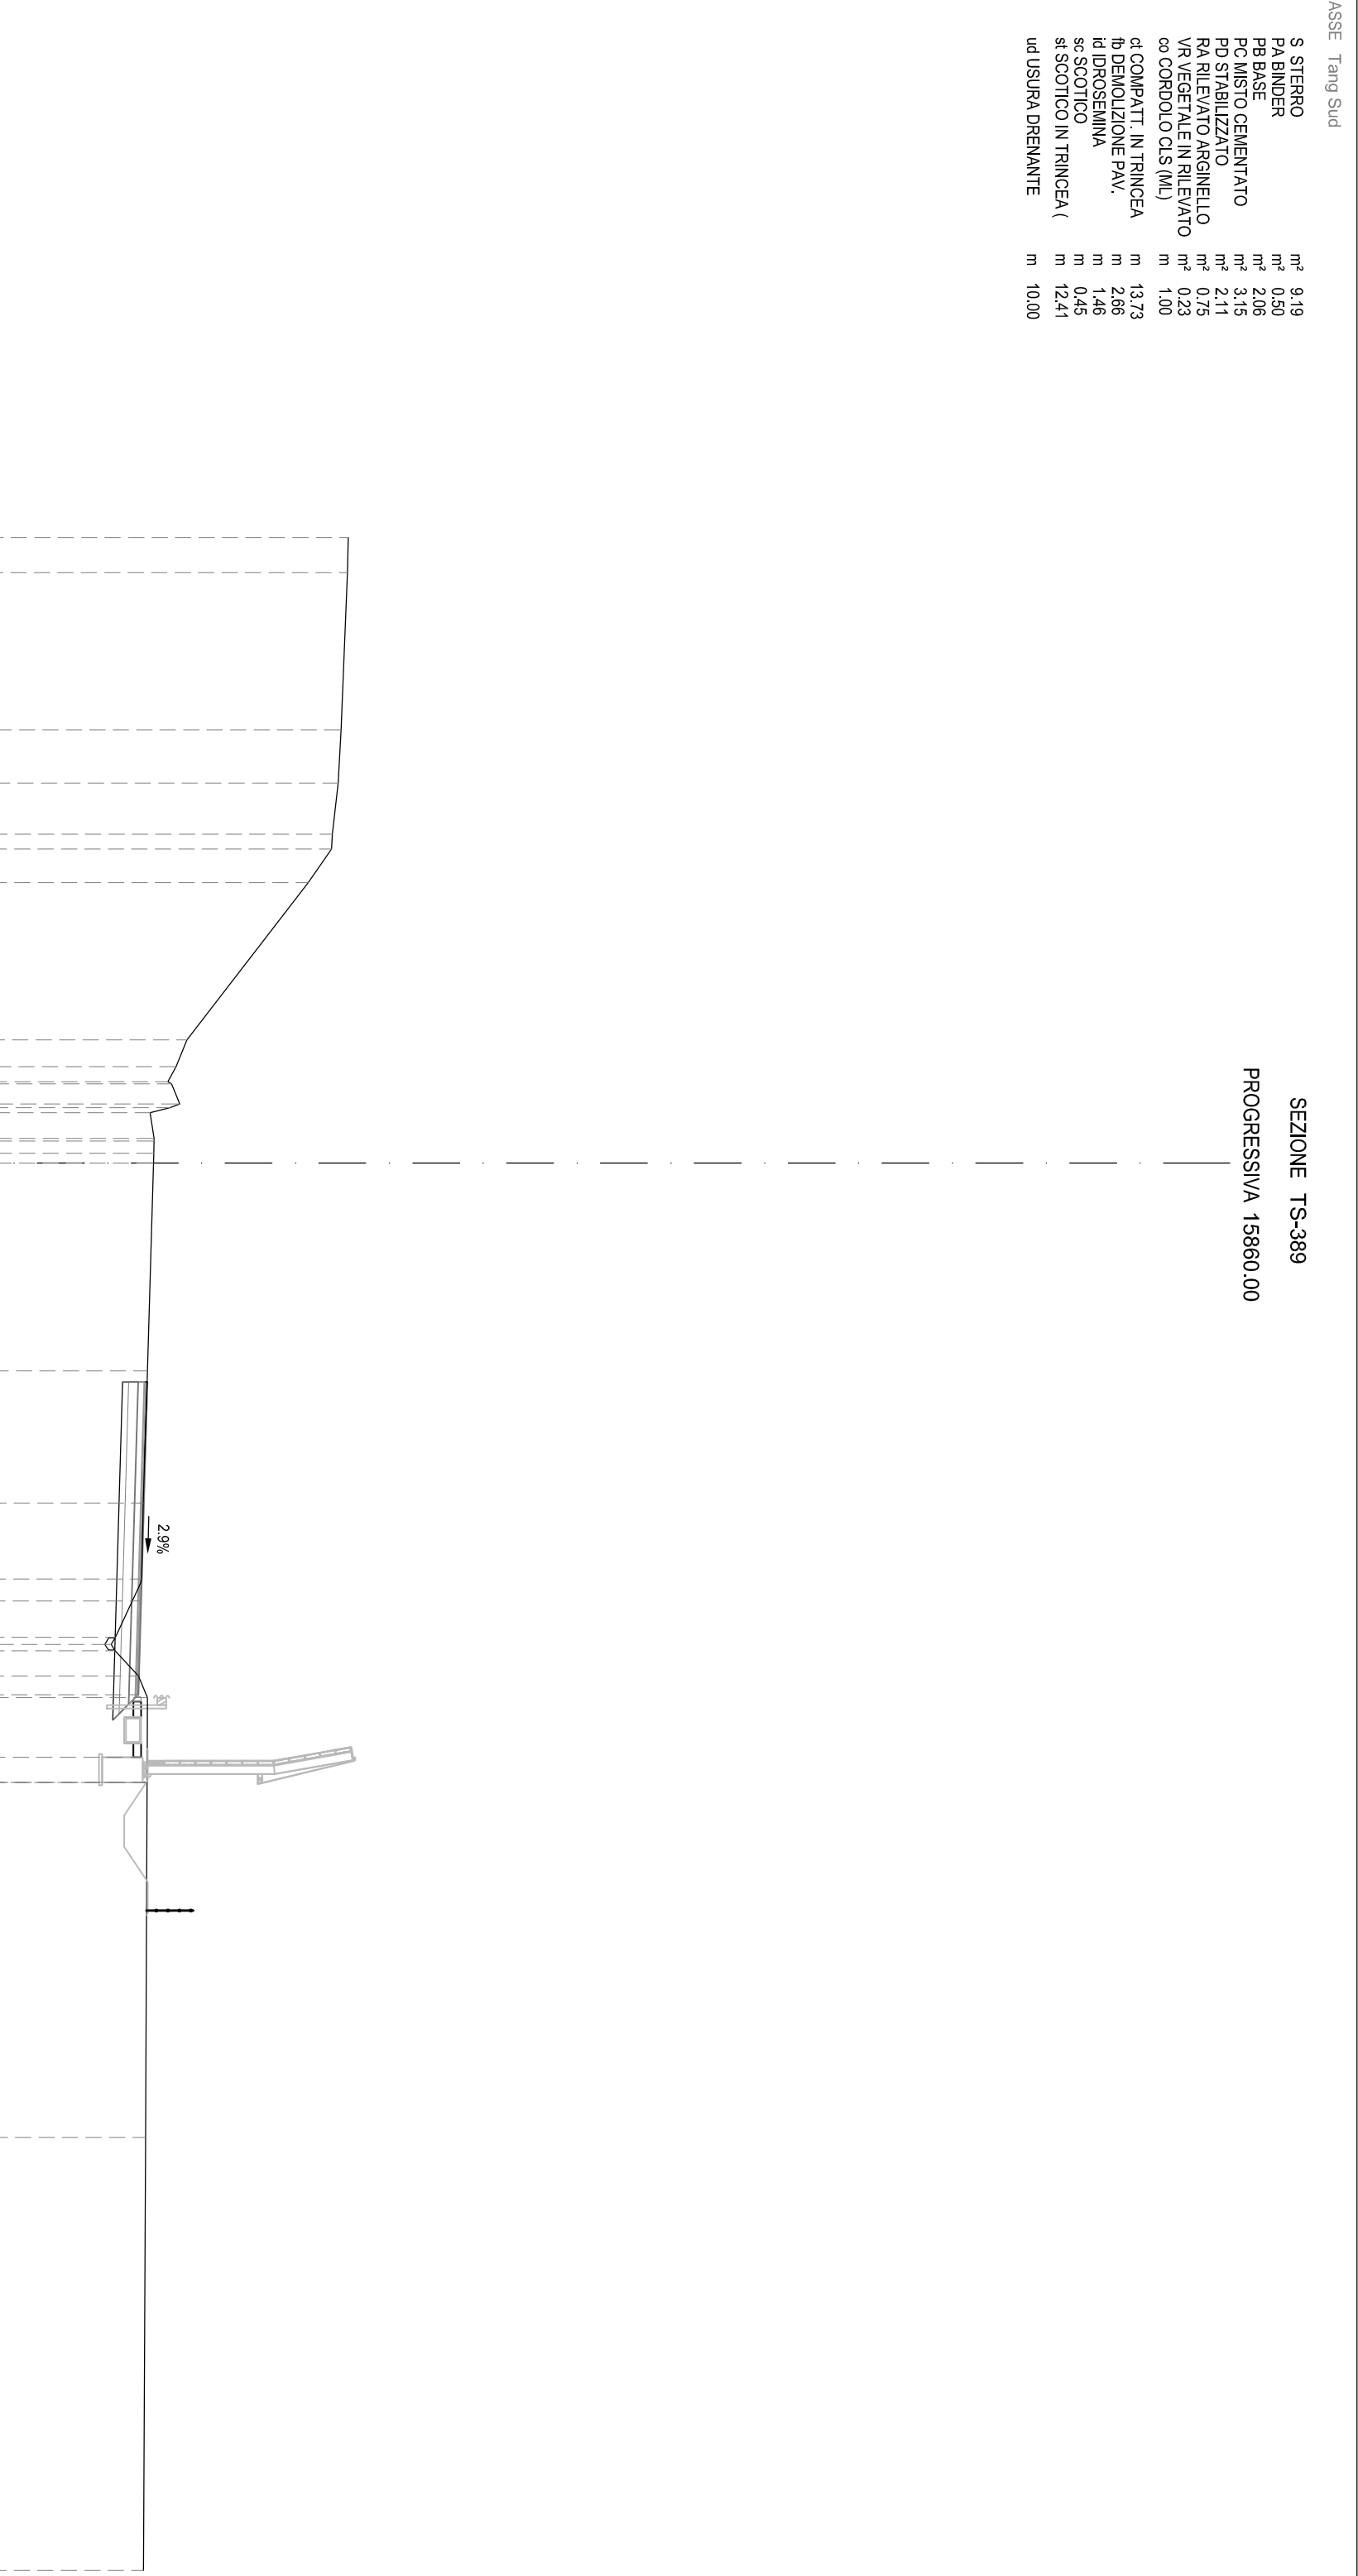 ASSE Tang Sud
S STERRO m² 9.19
PA BINDER m² 0.50
PB BASE m² 2.06
PC MISTO CEMENTATO m² 3.15
PD STABILIZZATO m² 2.11
RA RILEVATO ARGINELLO m² 0.75
VR VEGETALE IN RILEVATO m² 0.23
co CORDOLO CLS (ML) m 1.00
ct COMPATT. IN TRINCEA m 13.73
fb DEMOLIZIONE PAV. m 2.66
id IDROSEMINA m 1.46
sc SCOTICO m 0.45
st SCOTICO IN TRINCEA ( m 12.41
ud USURA DRENANTE m 10.00
SEZIONE TS-389
PROGRESSIVA 15860.00
2.9%